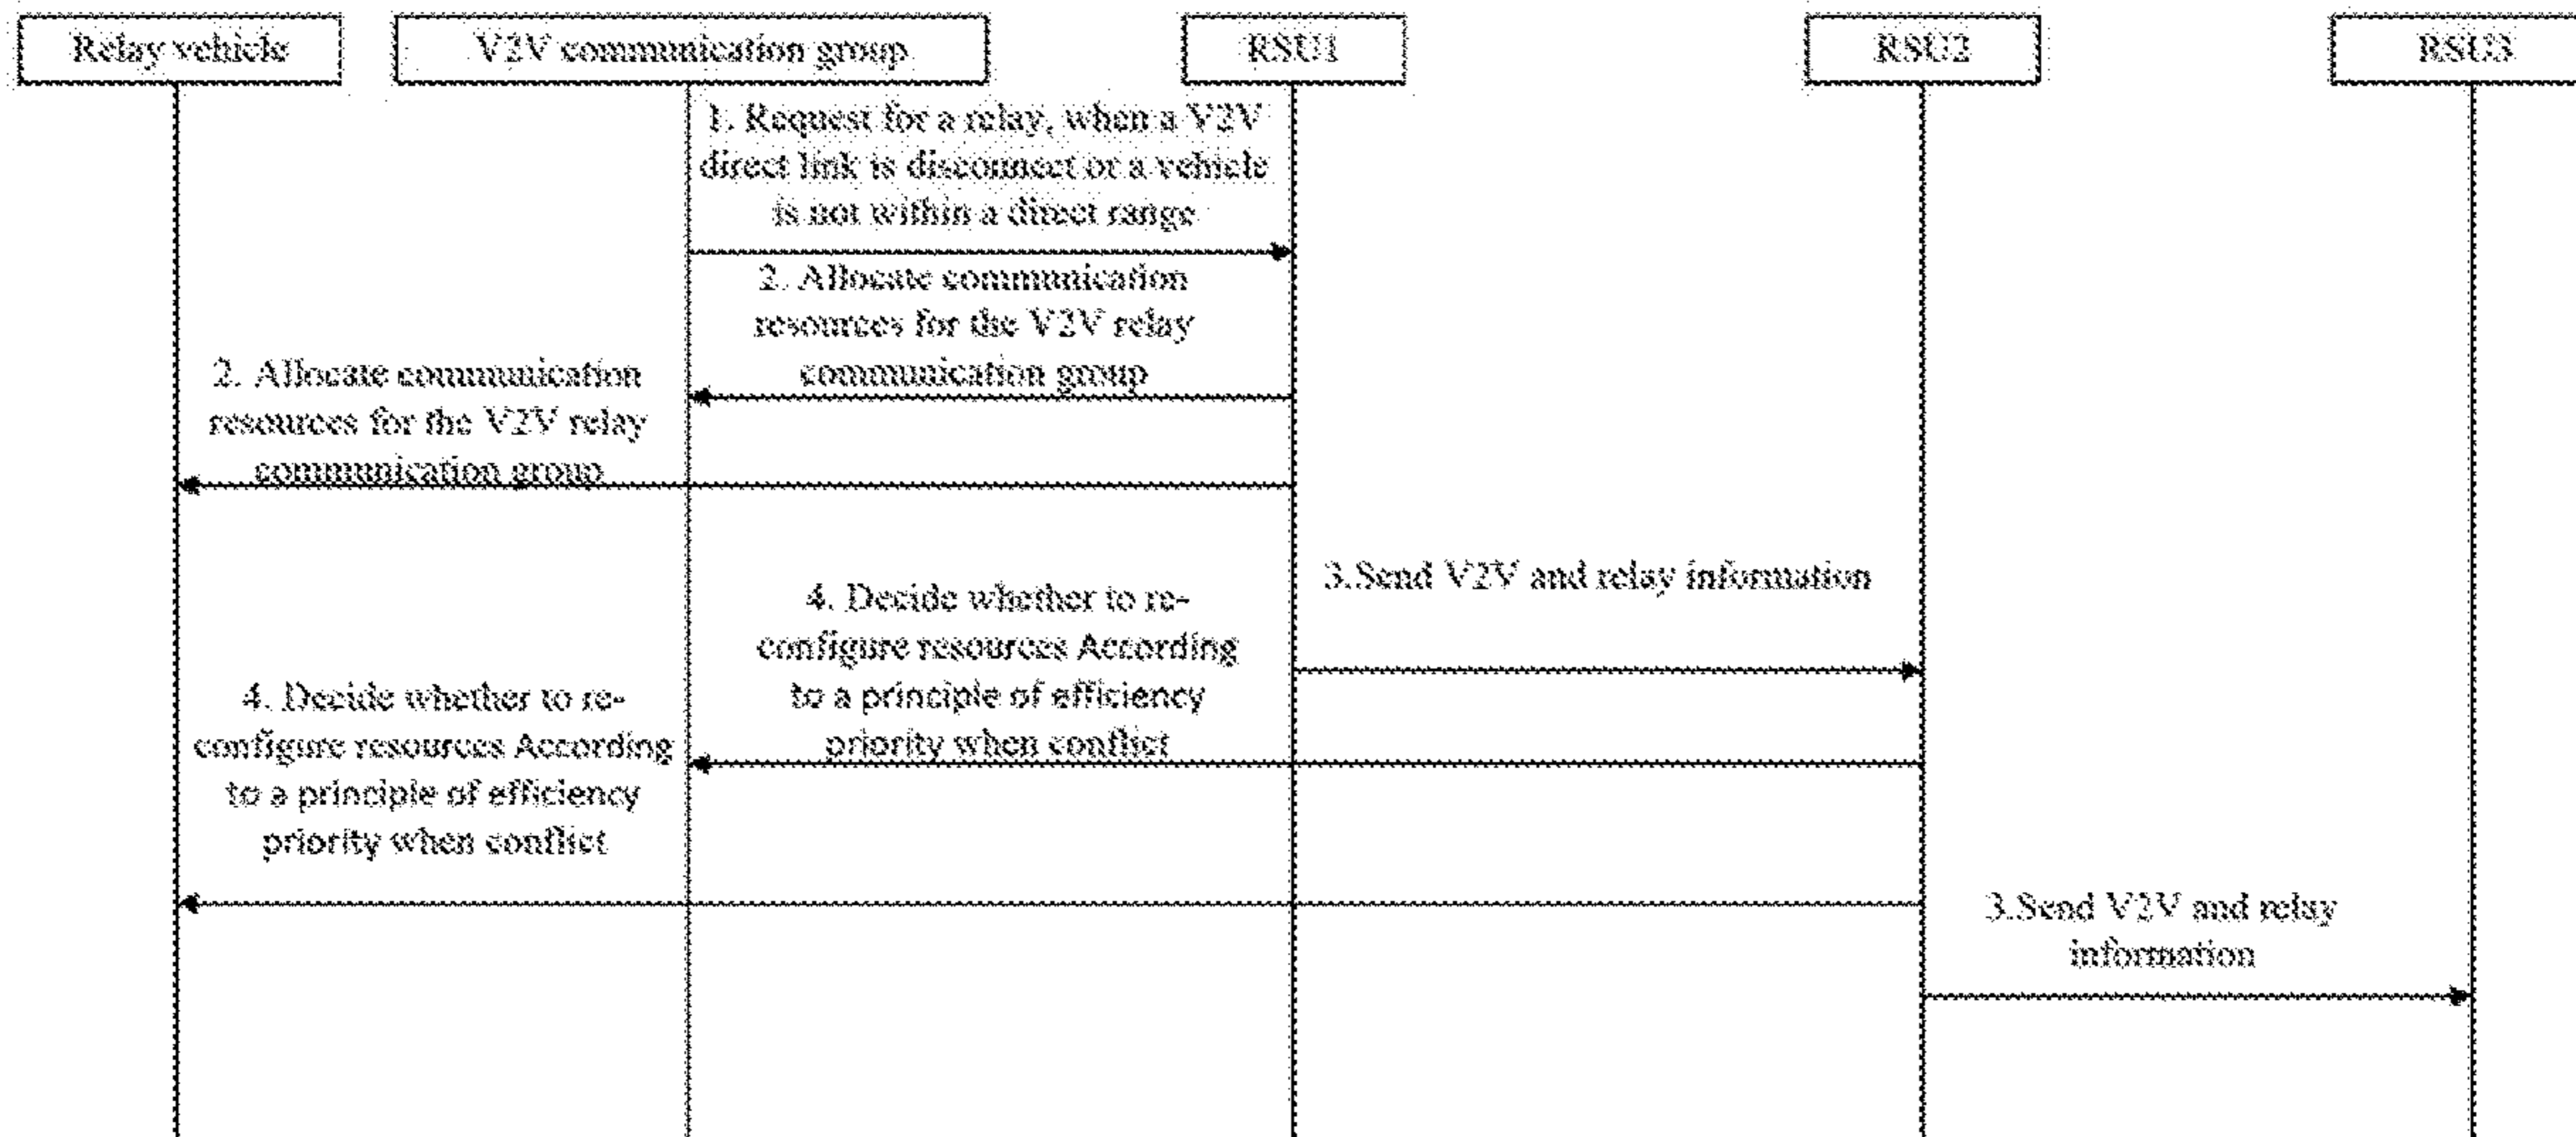 Relay vehicle
V2V communication group
RSU1
RSU2
RSU3
1. Request for a relay, when a V2V
direct link is disconnect or a vehicle
is not within a direct range
2. Allocate communication
resources for the V2V relay
communication group
2. Allocate communication
resources for the V2V relay
communication group
3.Send V2V and relay information
4. Decide whether to re-
configure resources According
to a principle of efficiency
priority when conflict
4. Decide whether to re-
configure resources According
to a principle of efficiency
priority when conflict
3.Send V2V and relay
information